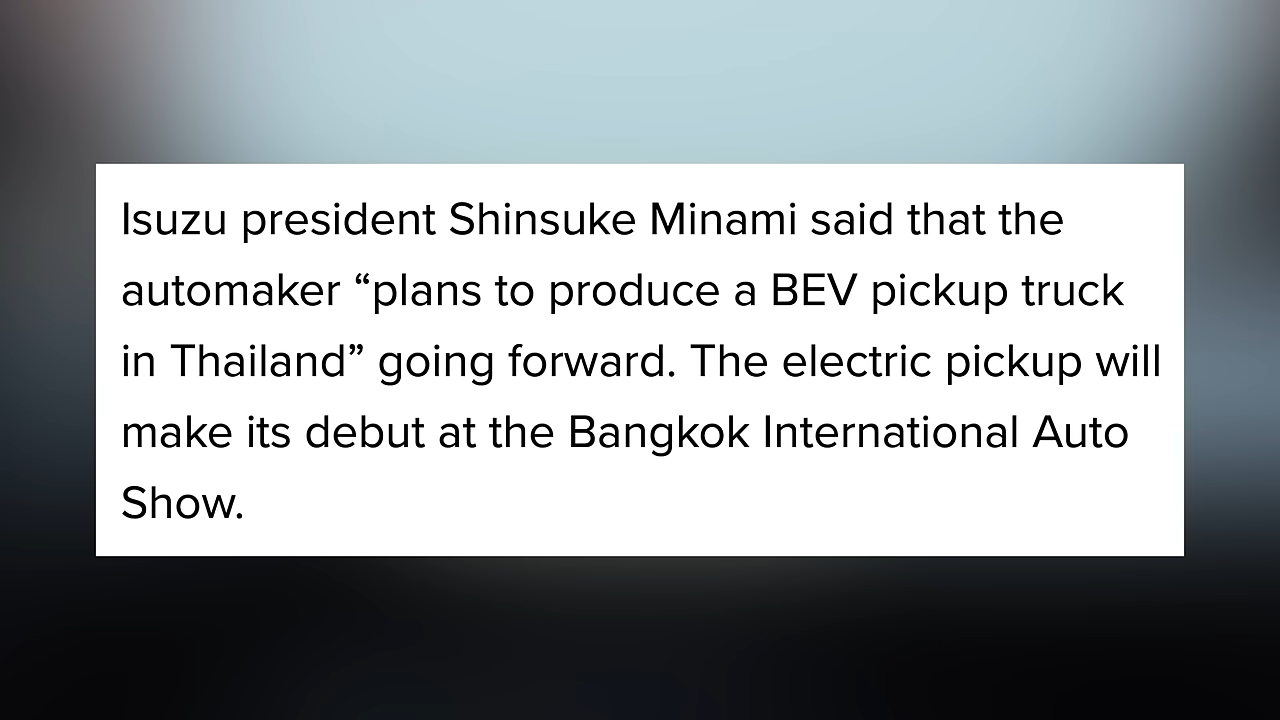 Isuzu president Shinsuke Minami said that the
automaker “plans to produce a BEV pickup truck
in Thailand” going forward. The electric pickup will
make its debut at the Bangkok International Auto
Show.